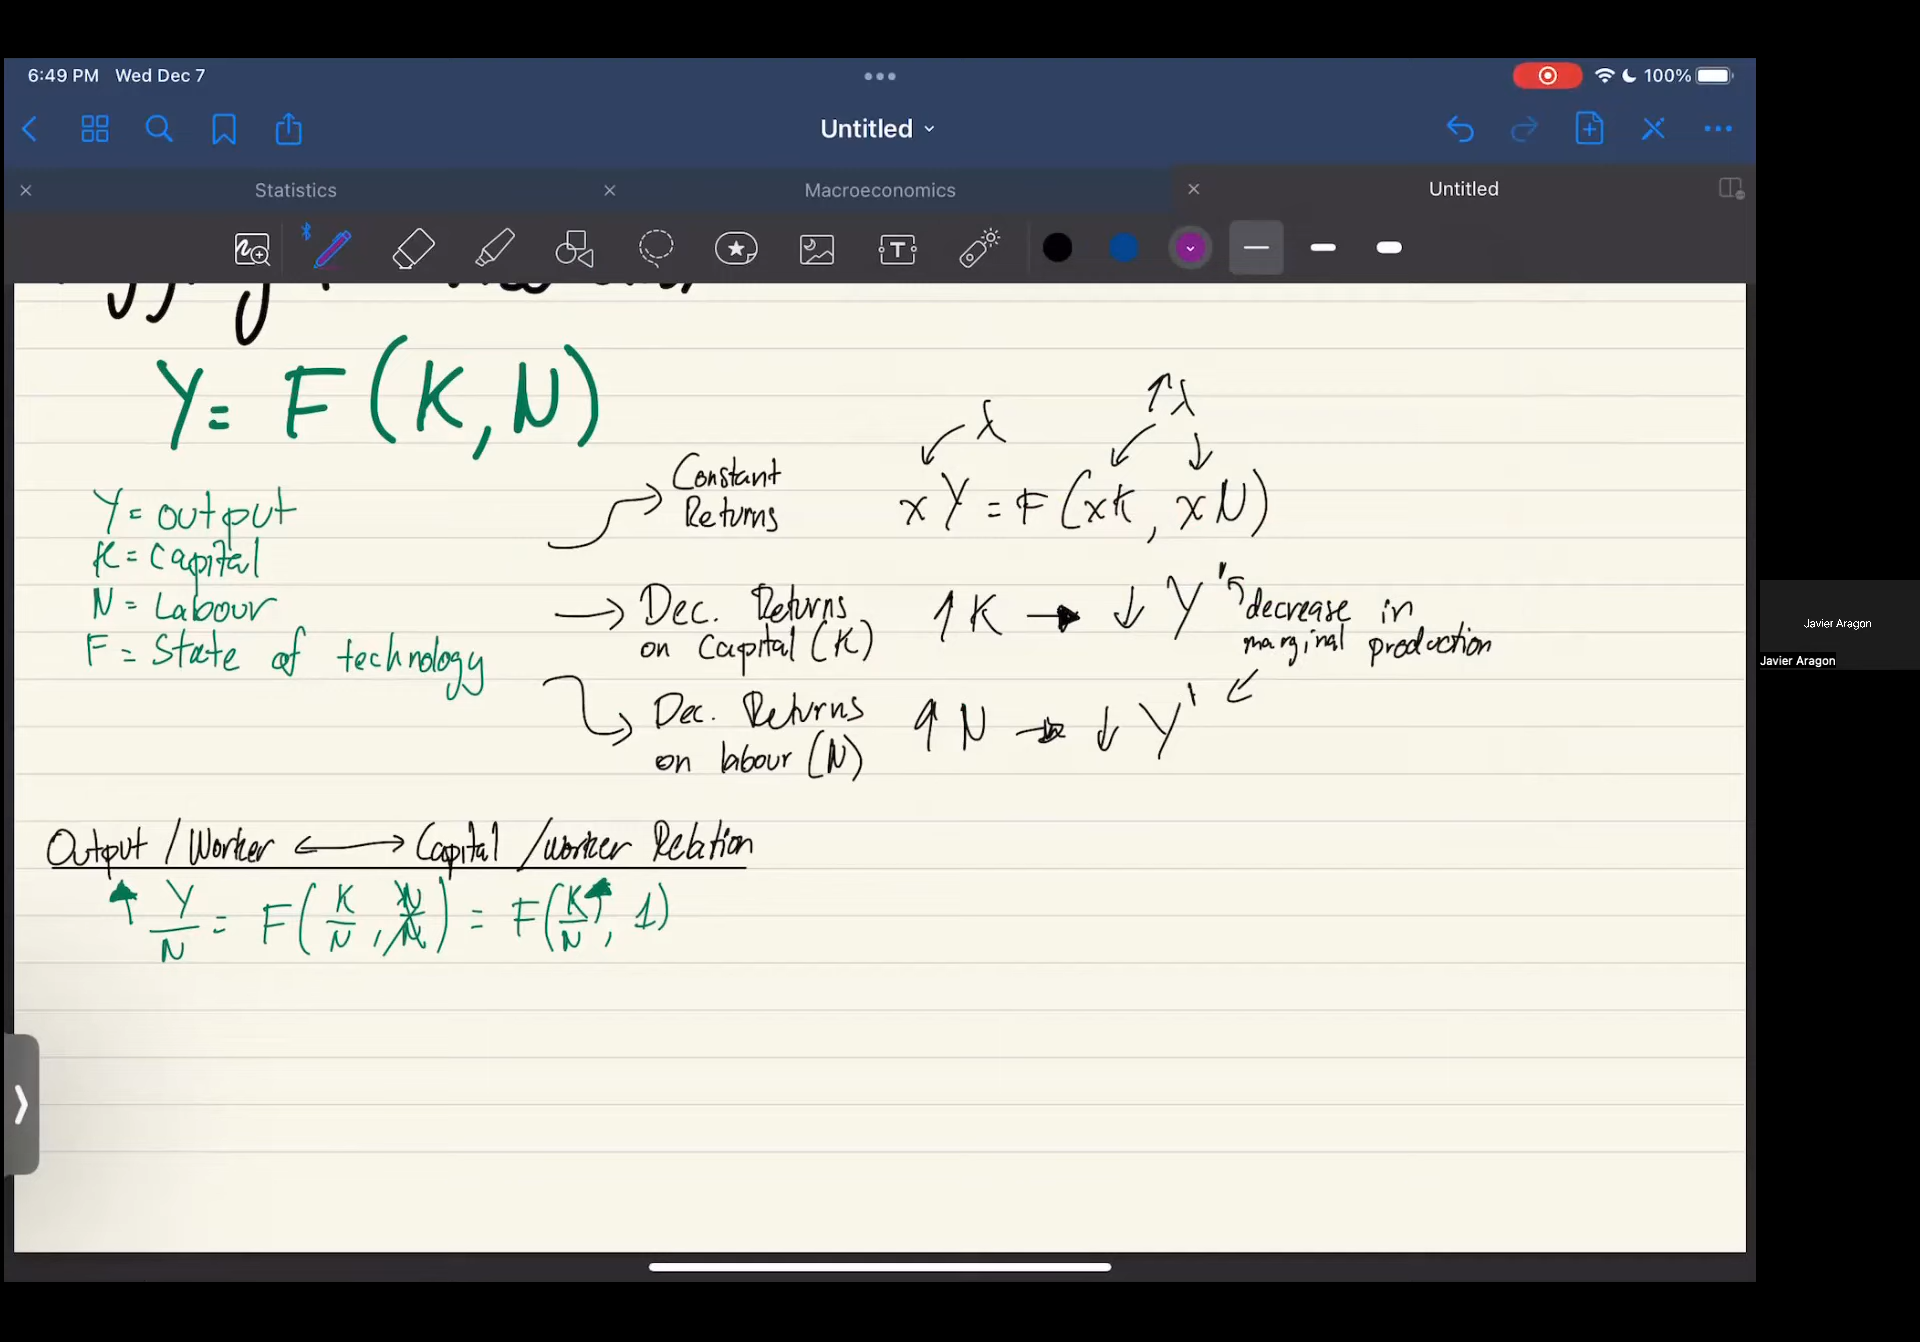 6:49 PM Wed Dec 7
100%
Untitled
Statistics
Macroeconomics
Untitled
Y = F (K, N)
Y = output
K = Capital
N = Labour
F = State of technology
Constant
Returns
λ
↑λ
xY = F (xK, xN)
Dec. Returns
on Capital (K)
↑ K → ↓ Y' decrease in
marginal production
Dec. Returns
on labour (N)
↑ N → ↓ Y'
Output / Worker ↔ Capital / worker Relation
↑ Y/N = F(K/N, N/N) = F(K/N ↑, 1)
Javier Aragon
Javier Aragon